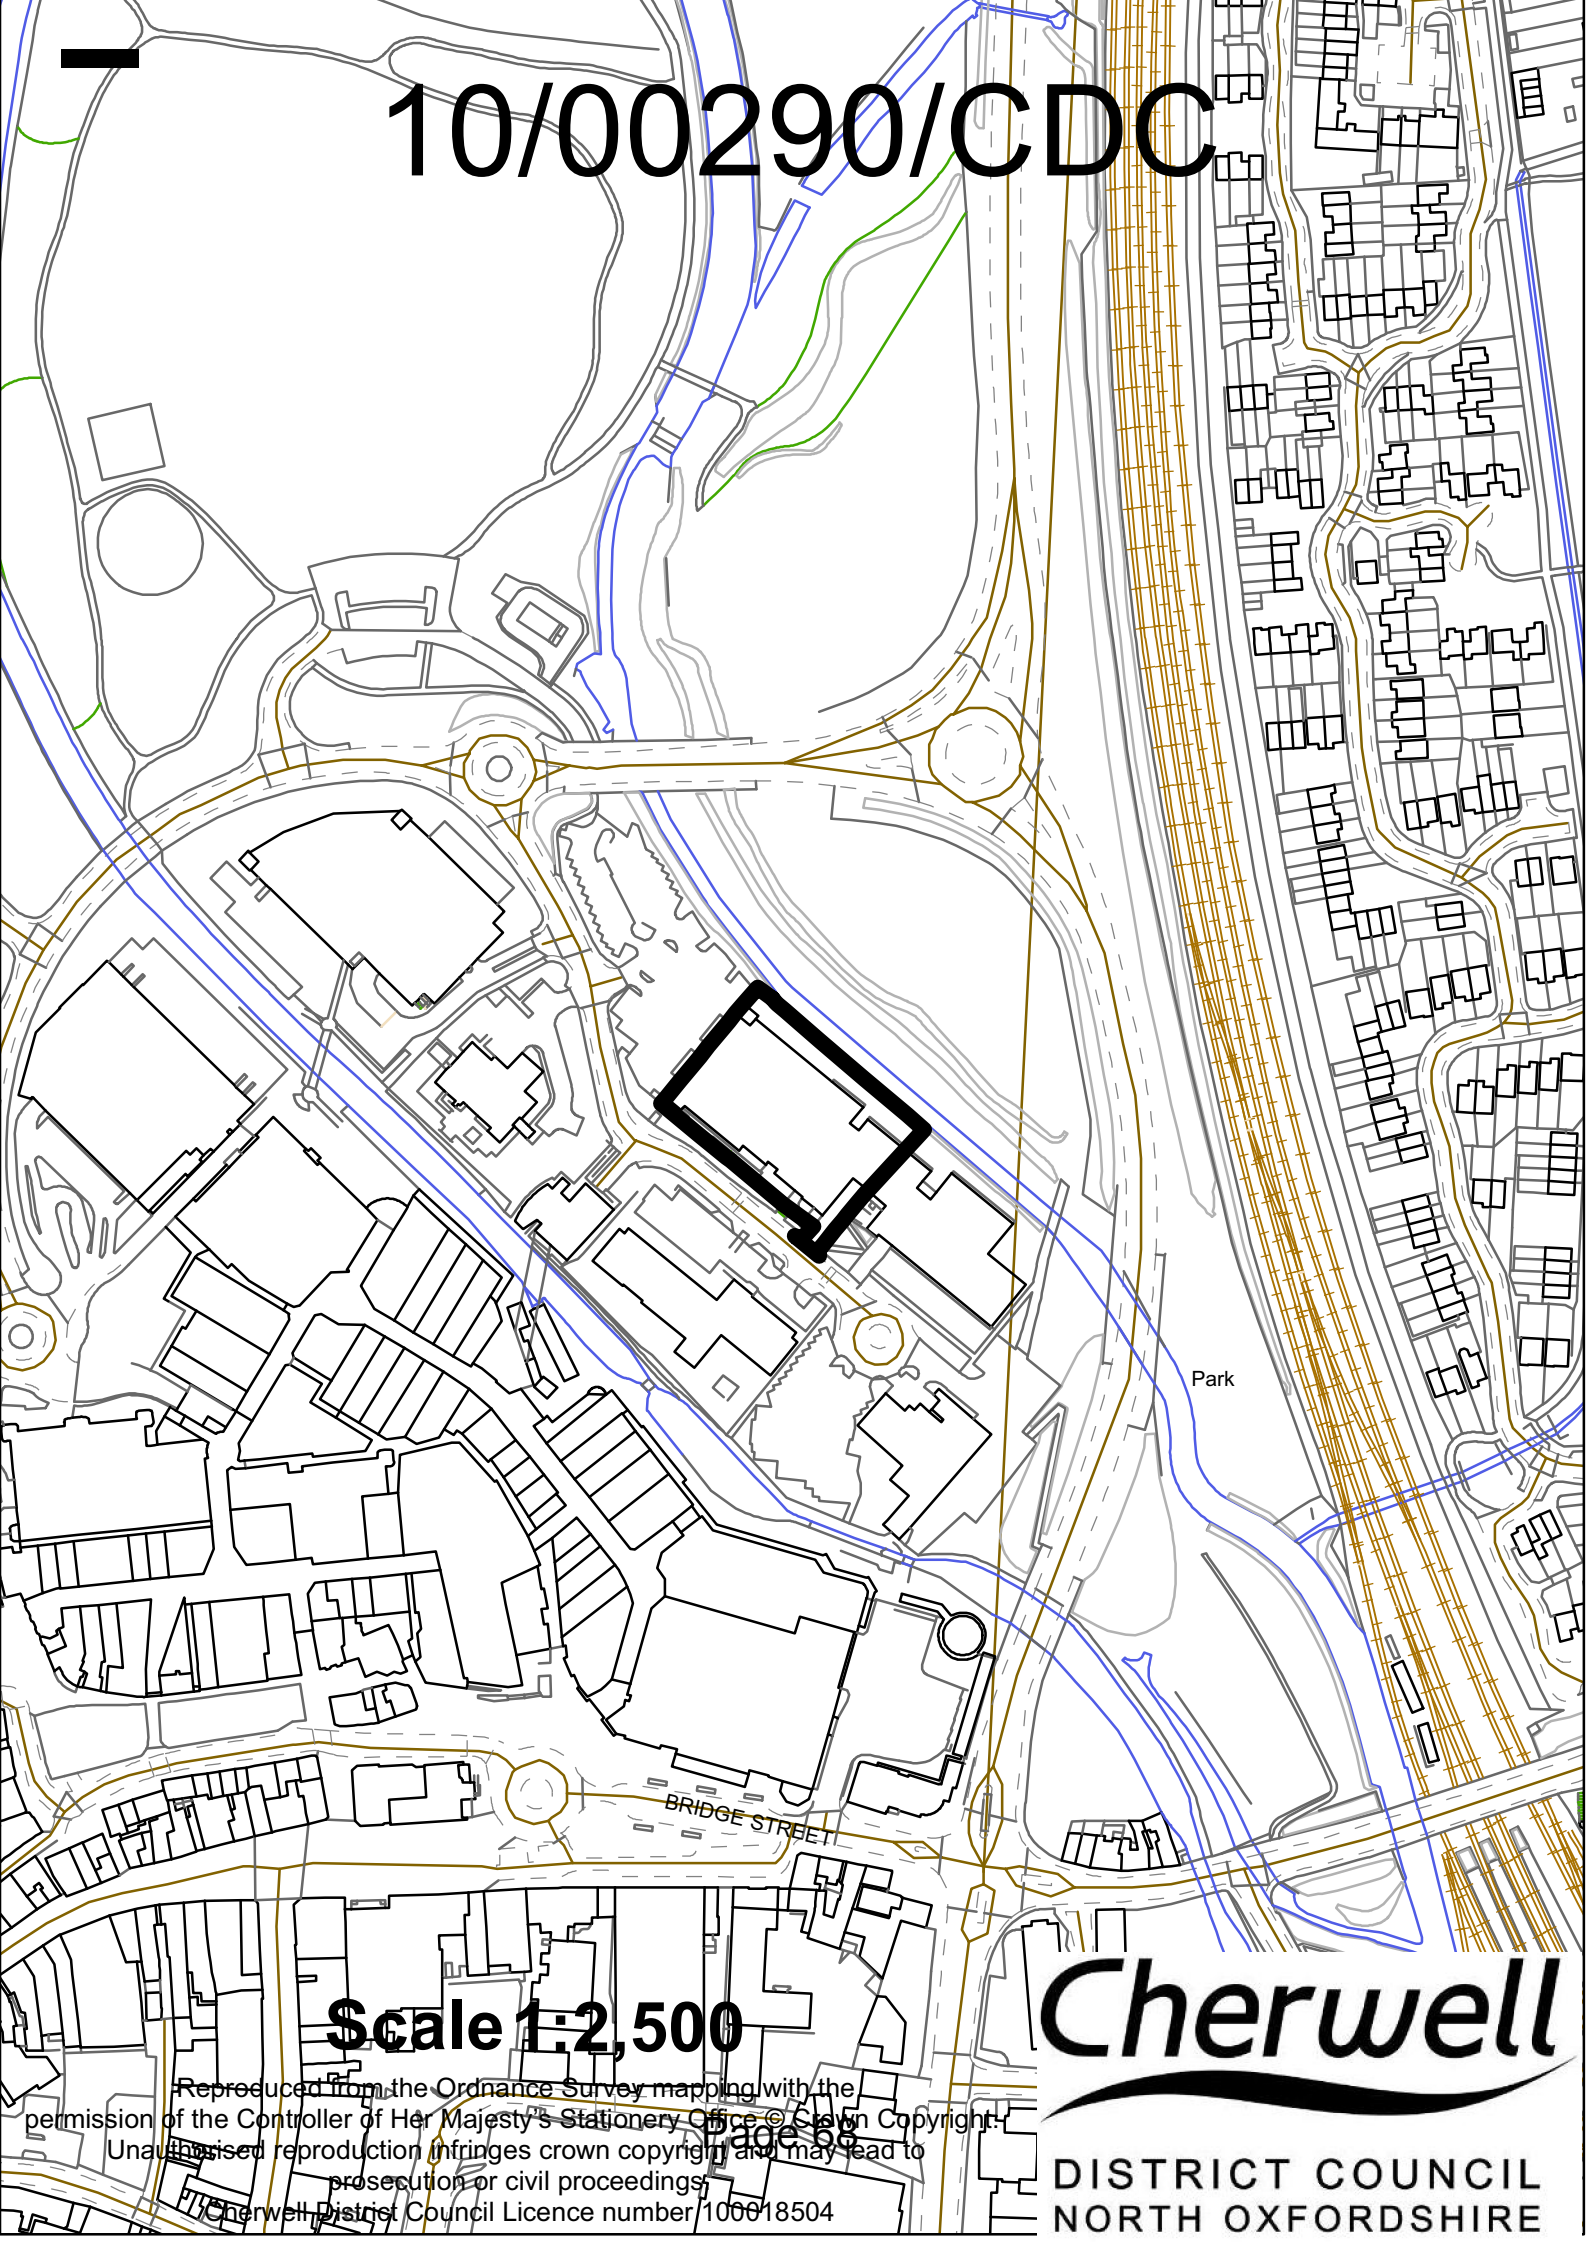 10/00290/CDC
Park
BRIDGE STREET
Scale 1:2,500
Reproduced from the Ordnance Survey mapping with the
permission of the Controller of Her Majesty's Stationery Office © Crown Copyright.
Unauthorised reproduction infringes crown copyright and may lead to
prosecution or civil proceedings
Cherwell District Council Licence number 100018504
Page 68
Cherwell
DISTRICT COUNCIL
NORTH OXFORDSHIRE